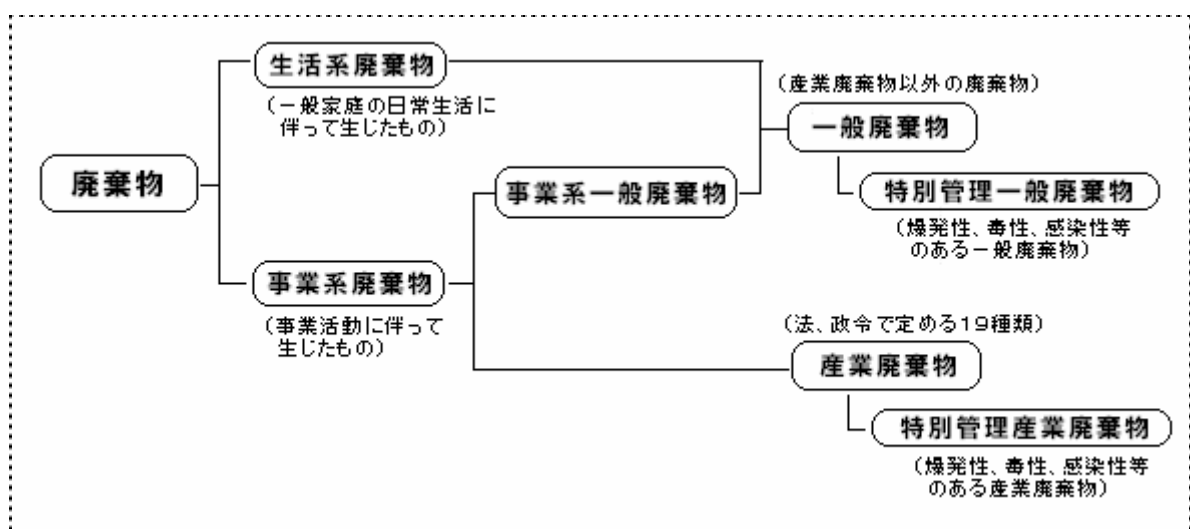 生活系廃棄物
（一般家庭の日常生活に
伴って生じたもの）
（産業廃棄物以外の廃棄物）
一般廃棄物
廃棄物
事業系一般廃棄物
特別管理一般廃棄物
（爆発性、毒性、感染性等
のある一般廃棄物）
事業系廃棄物
（事業活動に伴って
生じたもの）
（法、政令で定める19種類）
産業廃棄物
特別管理産業廃棄物
（爆発性、毒性、感染性等
のある産業廃棄物）